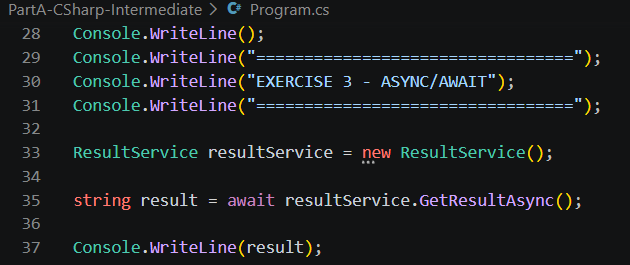 PartA-CSharp-Intermediate > C# Program.cs
28 Console.WriteLine();
29 Console.WriteLine("=================================");
30 Console.WriteLine("EXERCISE 3 - ASYNC/AWAIT");
31 Console.WriteLine("=================================");
32
33 ResultService resultService = new ResultService();
34
35 string result = await resultService.GetResultAsync();
36
37 Console.WriteLine(result);